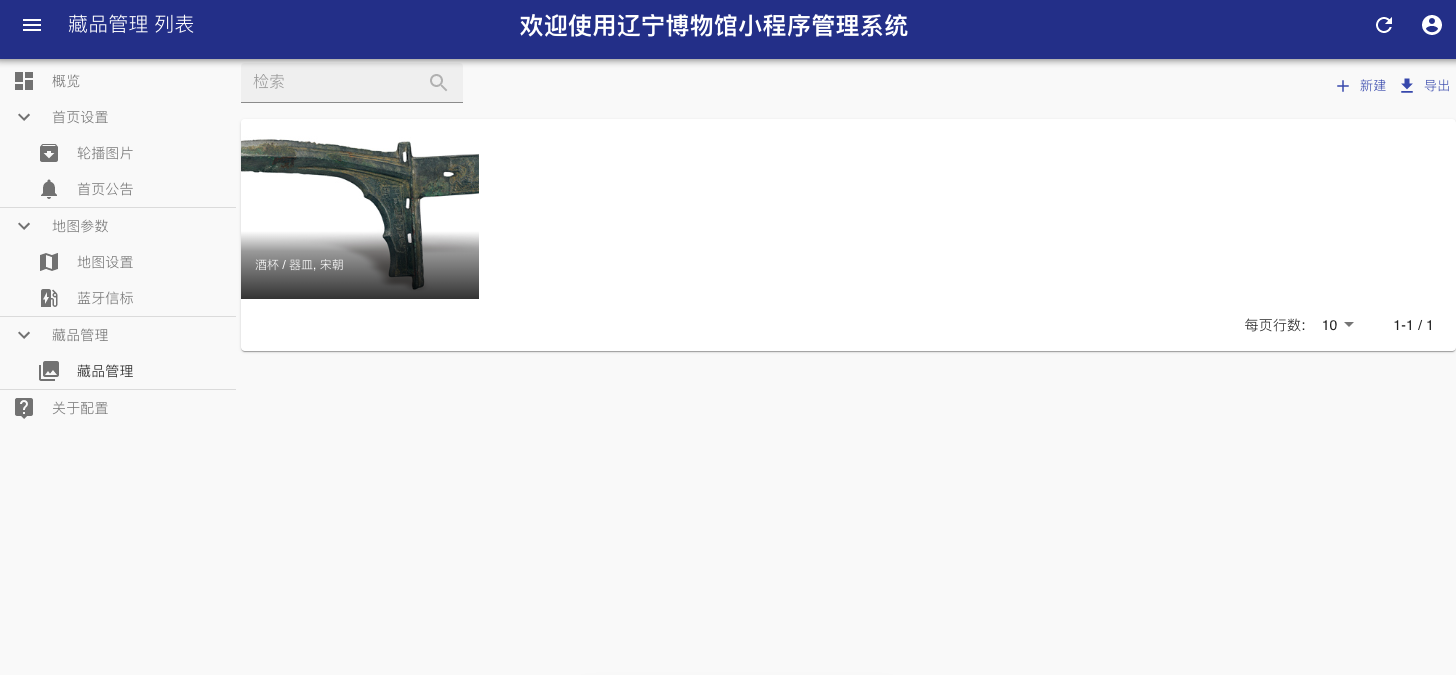 藏品管理 列表
欢迎使用辽宁博物馆小程序管理系统
概览
首页设置
轮播图片
首页公告
地图参数
地图设置
蓝牙信标
藏品管理
藏品管理
关于配置
检索
新建
导出
酒杯 / 器皿, 宋朝
每页行数: 10
1-1 / 1